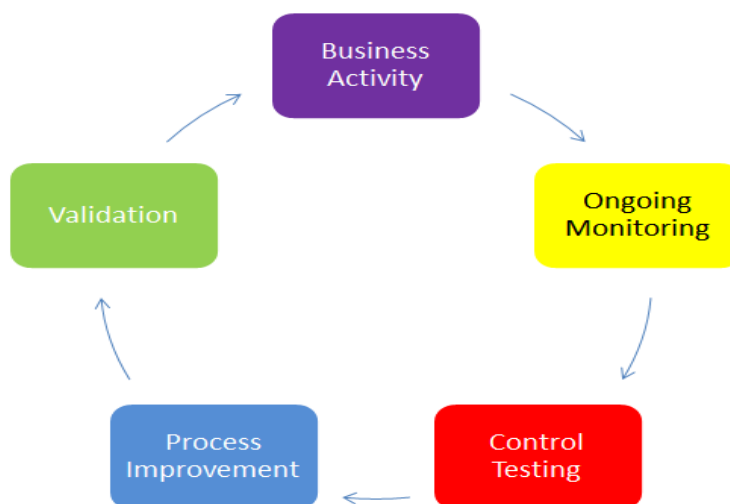 Business
Activity
Ongoing
Monitoring
Control
Testing
Process
Improvement
Validation